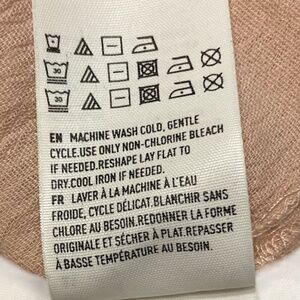 30
30
EN MACHINE WASH COLD, GENTLE
CYCLE.USE ONLY NON-CHLORINE BLEACH
IF NEEDED.RESHAPE LAY FLAT TO
DRY.COOL IRON IF NEEDED.
FR LAVER À LA MACHINE À L'EAU
FROIDE, CYCLE DÉLICAT.BLANCHIR SANS
CHLORE AU BESOIN.REDONNER LA FORME
ORIGINALE ET SÉCHER À PLAT.REPASSER
À BASSE TEMPÉRATURE AU BESOIN.